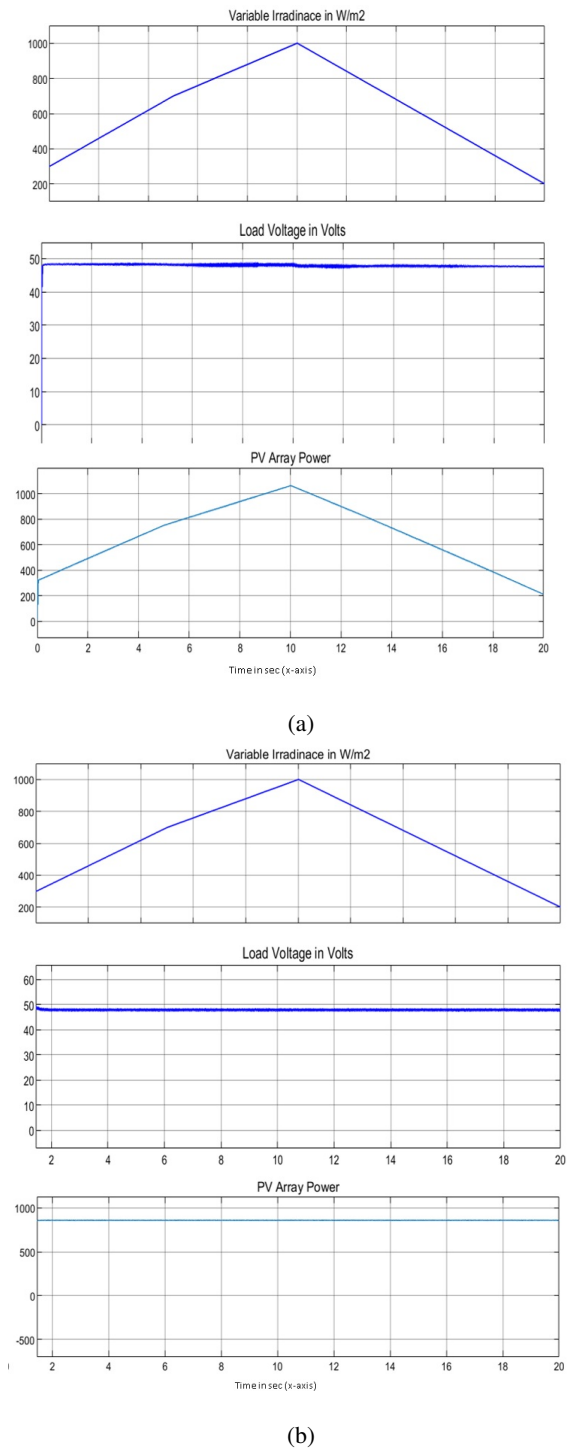 Variable Irradinace in W/m2
1000
800
600
400
200
Load Voltage in Volts
50
40
30
20
10
0
PV Array Power
1000
800
600
400
200
0
0 2 4 6 8 10 12 14 16 18 20
Time in sec (x-axis)
(a)
Variable Irradinace in W/m2
1000
800
600
400
200
Load Voltage in Volts
60
50
40
30
20
10
0
2 4 6 8 10 12 14 16 18 20
PV Array Power
1000
500
0
-500
2 4 6 8 10 12 14 16 18 20
Time in sec (x-axis)
(b)